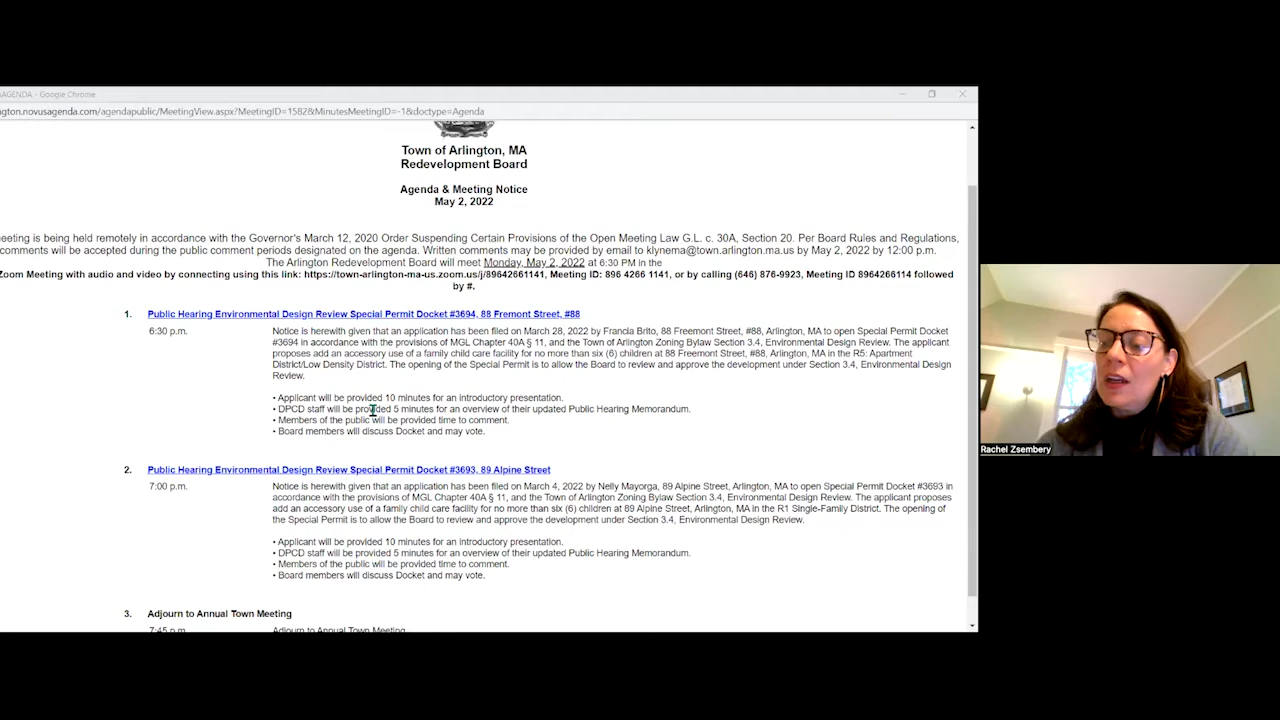 AGENDA - Google Chrome
gton.novusagenda.com/agendapublic/MeetingView.aspx?MeetingID=1582&MinutesMeetingID=-1&doctype=Agenda
Town of Arlington, MA
Redevelopment Board
Agenda & Meeting Notice
May 2, 2022
eeting is being held remotely in accordance with the Governor's March 12, 2020 Order Suspending Certain Provisions of the Open Meeting Law G.L. c. 30A, Section 20. Per Board Rules and Regulations,
comments will be accepted during the public comment periods designated on the agenda. Written comments may be provided by email to klynema@town.arlington.ma.us by May 2, 2022 by 12:00 p.m.
The Arlington Redevelopment Board will meet Monday, May 2, 2022 at 6:30 PM in the
Zoom Meeting with audio and video by connecting using this link: https://town-arlington-ma-us.zoom.us/j/89642661141, Meeting ID: 896 4266 1141, or by calling (646) 876-9923, Meeting ID 8964266114 followed
by #.
1. Public Hearing Environmental Design Review Special Permit Docket #3694, 88 Fremont Street, #88
6:30 p.m. Notice is herewith given that an application has been filed on March 28, 2022 by Francia Brito, 88 Freemont Street, #88, Arlington, MA to open Special Permit Docket
#3694 in accordance with the provisions of MGL Chapter 40A § 11, and the Town of Arlington Zoning Bylaw Section 3.4, Environmental Design Review. The applicant
proposes add an accessory use of a family child care facility for no more than six (6) children at 88 Freemont Street, #88, Arlington, MA in the R5: Apartment
District/Low Density District. The opening of the Special Permit is to allow the Board to review and approve the development under Section 3.4, Environmental Design
Review.
• Applicant will be provided 10 minutes for an introductory presentation.
• DPCD staff will be provided 5 minutes for an overview of their updated Public Hearing Memorandum.
• Members of the public will be provided time to comment.
• Board members will discuss Docket and may vote.
2. Public Hearing Environmental Design Review Special Permit Docket #3693, 89 Alpine Street
7:00 p.m. Notice is herewith given that an application has been filed on March 4, 2022 by Nelly Mayorga, 89 Alpine Street, Arlington, MA to open Special Permit Docket #3693 in
accordance with the provisions of MGL Chapter 40A § 11, and the Town of Arlington Zoning Bylaw Section 3.4, Environmental Design Review. The applicant proposes
add an accessory use of a family child care facility for no more than six (6) children at 89 Alpine Street, Arlington, MA in the R1 Single-Family District. The opening of
the Special Permit is to allow the Board to review and approve the development under Section 3.4, Environmental Design Review.
• Applicant will be provided 10 minutes for an introductory presentation.
• DPCD staff will be provided 5 minutes for an overview of their updated Public Hearing Memorandum.
• Members of the public will be provided time to comment.
• Board members will discuss Docket and may vote.
3. Adjourn to Annual Town Meeting
7:45 p.m. Adjourn to Annual Town Meeting
Rachel Zsembery